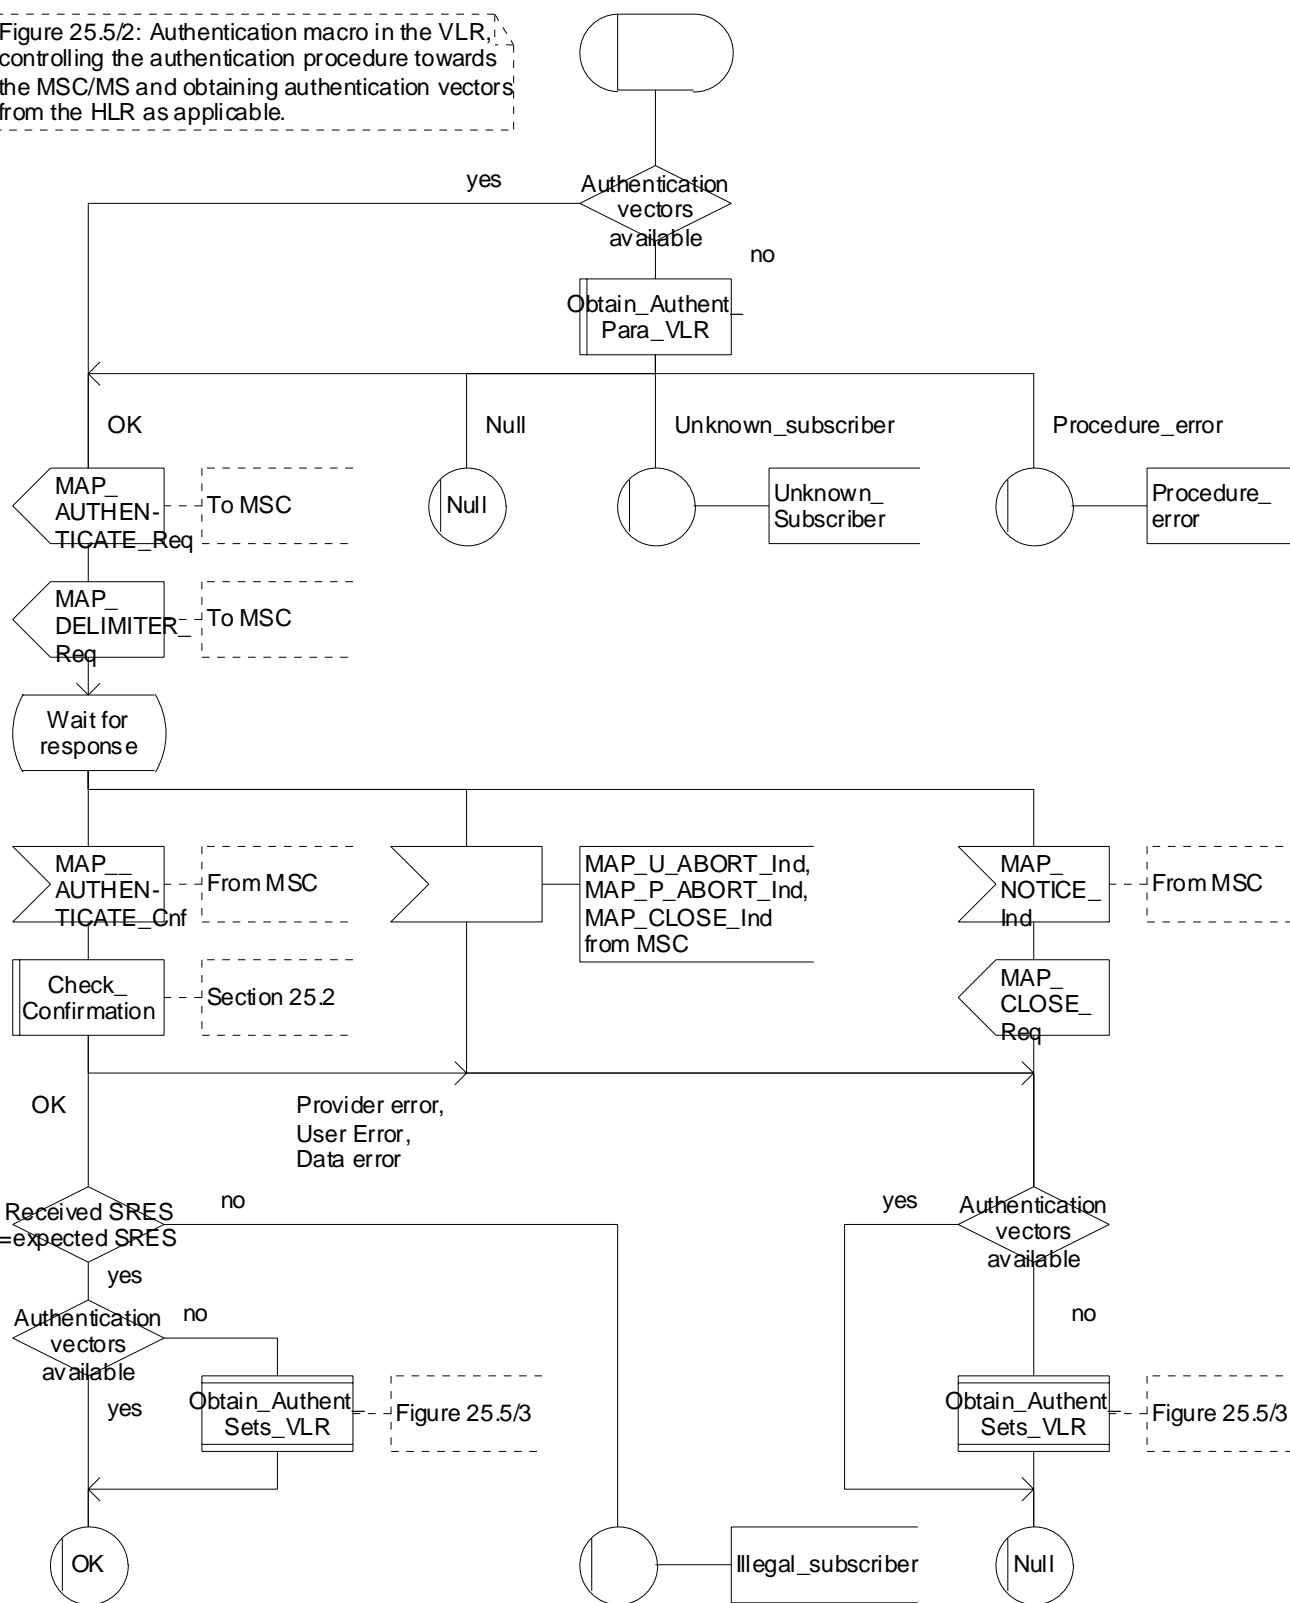 Figure 25.5/2: Authentication macro in the VLR,
controlling the authentication procedure towards
the MSC/MS and obtaining authentication vectors
from the HLR as applicable.
yes
Authentication
vectors
available
no
Obtain_Authent_
Para_VLR
OK
Null
Unknown_subscriber
Procedure_error
MAP_
AUTHEN-
TICATE_Req
To MSC
Null
Unknown_
Subscriber
Procedure_
error
MAP_
DELIMITER_
Req
To MSC
Wait for
response
MAP__
AUTHEN-
TICATE_Cnf
From MSC
MAP_U_ABORT_Ind,
MAP_P_ABORT_Ind,
MAP_CLOSE_Ind
from MSC
MAP_
NOTICE_
Ind
From MSC
Check_
Confirmation
Section 25.2
MAP_
CLOSE_
Req
OK
Provider error,
User Error,
Data error
Received SRES
=expected SRES
no
yes
yes
Authentication
vectors
available
no
Authentication
vectors
available
no
yes
Obtain_Authent_
Sets_VLR
Figure 25.5/3
Obtain_Authent_
Sets_VLR
Figure 25.5/3
OK
Illegal_subscriber
Null